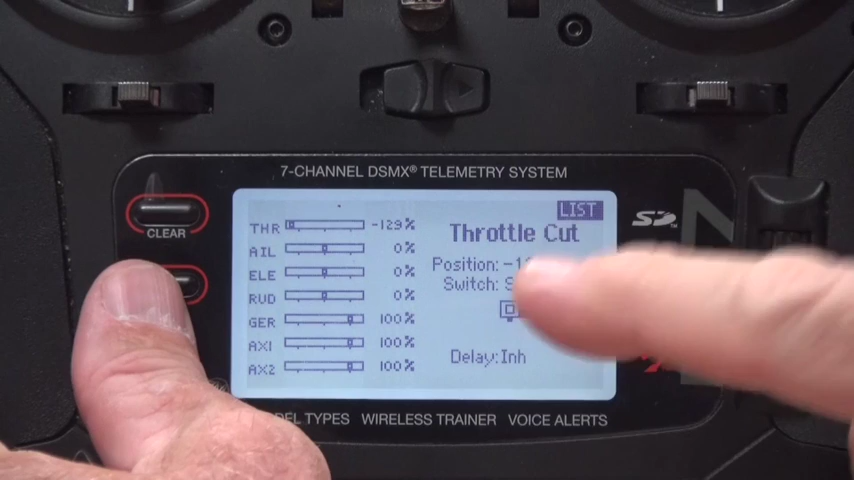 7-CHANNEL DSMX® TELEMETRY SYSTEM
LIST
SD
CLEAR
THR -129%
AIL 0%
ELE 0%
RUD 0%
GER 100%
AX1 100%
AX2 100%
Throttle Cut
Position:
Switch:
Delay: Inh
TYPES WIRELESS TRAINER VOICE ALERTS